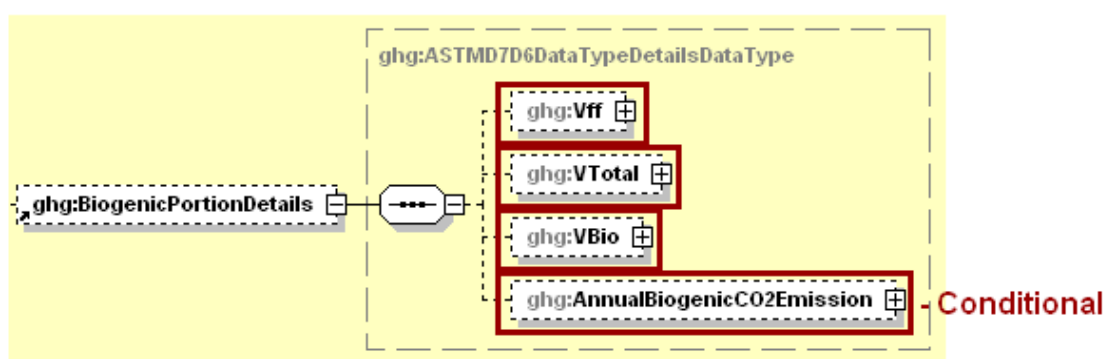 ghg:ASTMD7D6DataTypeDetailsDataType
ghg:Vff
ghg:VTotal
ghg:BiogenicPortionDetails
ghg:VBio
ghg:AnnualBiogenicCO2Emission
- Conditional